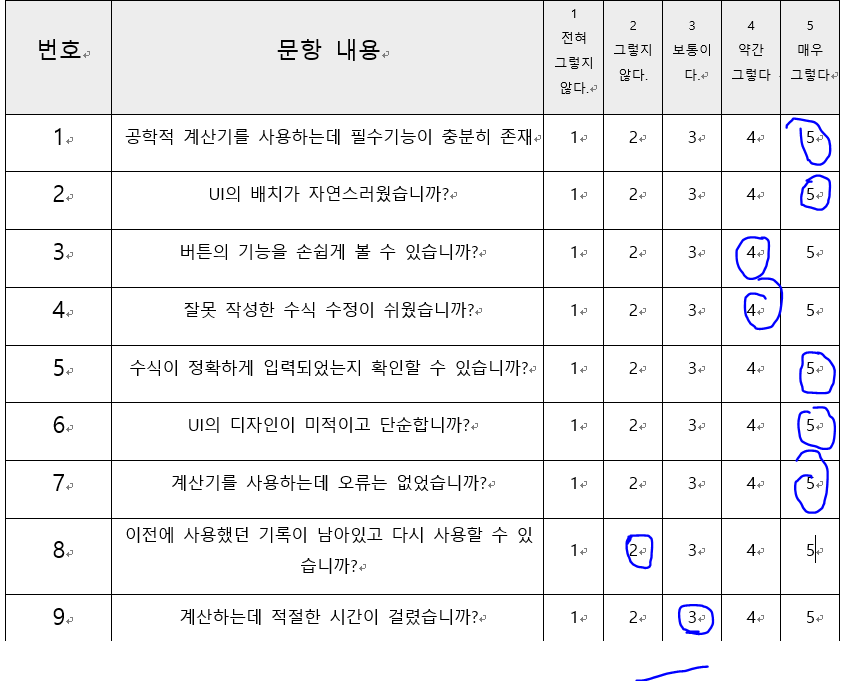 번호 문항 내용 1 전혀 그렇지 않다. 2 그렇지 않다. 3 보통이다. 4 약간 그렇다 5 매우 그렇다
1 공학적 계산기를 사용하는데 필수기능이 충분히 존재 1 2 3 4 5
2 UI의 배치가 자연스러웠습니까? 1 2 3 4 5
3 버튼의 기능을 손쉽게 볼 수 있습니까? 1 2 3 4 5
4 잘못 작성한 수식 수정이 쉬웠습니까? 1 2 3 4 5
5 수식이 정확하게 입력되었는지 확인할 수 있습니까? 1 2 3 4 5
6 UI의 디자인이 미적이고 단순합니까? 1 2 3 4 5
7 계산기를 사용하는데 오류는 없었습니까? 1 2 3 4 5
8 이전에 사용했던 기록이 남아있고 다시 사용할 수 있
습니까? 1 2 3 4 5
9 계산하는데 적절한 시간이 걸렸습니까? 1 2 3 4 5